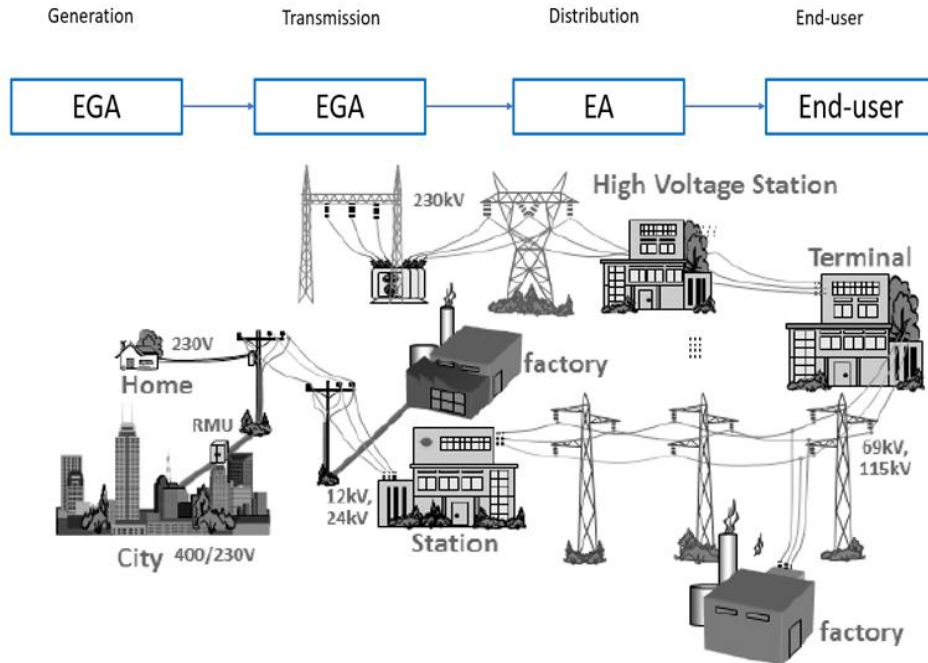 Generation
Transmission
Distribution
End-user
EGA
EGA
EA
End-user
230kV
High Voltage Station
Terminal
230V
Home
factory
RMU
69kV,
115kV
12kV,
24kV
Station
City
400/230V
factory